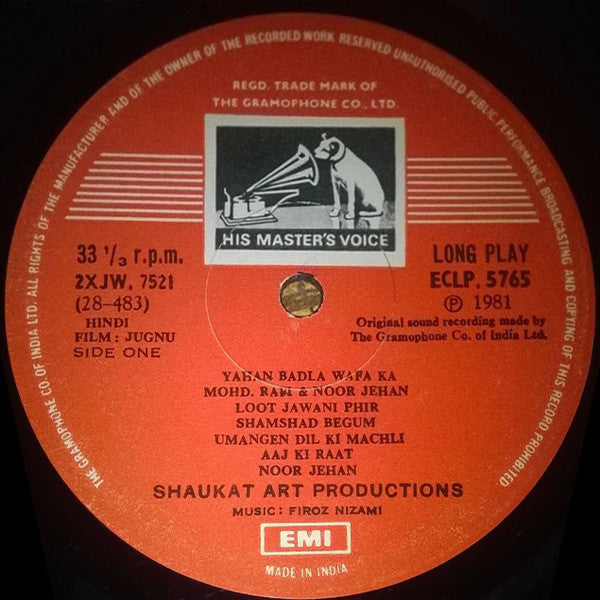 THE GRAMOPHONE CO. OF INDIA LTD. ALL RIGHTS OF THE MANUFACTURER AND OF THE OWNER OF THE RECORDED WORK RESERVED UNAUTHORISED PUBLIC PERFORMANCE BROADCASTING AND COPYING OF THIS RECORD PROHIBITED
REGD. TRADE MARK OF
THE GRAMOFHONE CO., LTD.
HIS MASTER'S VOICE
33 1/3 r.p.m.
2XJW. 7521
(28-483)
HINDI
FILM : JUGNU
SIDE ONE
LONG PLAY
ECLP. 5765
Ⓟ 1981
Original sound recording made by
The Gramophone Co. of India Ltd.
YAHAN BADLA WAFA KA
MOHD. RAFI & NOOR JEHAN
LOOT JAWANI PHIR
SHAMSHAD BEGUM
UMANGEN DIL KI MACHLI
AAJ KI RAAT
NOOR JEHAN
SHAUKAT ART PRODUCTIONS
MUSIC : FIROZ NIZAMI
EMI
MADE IN INDIA